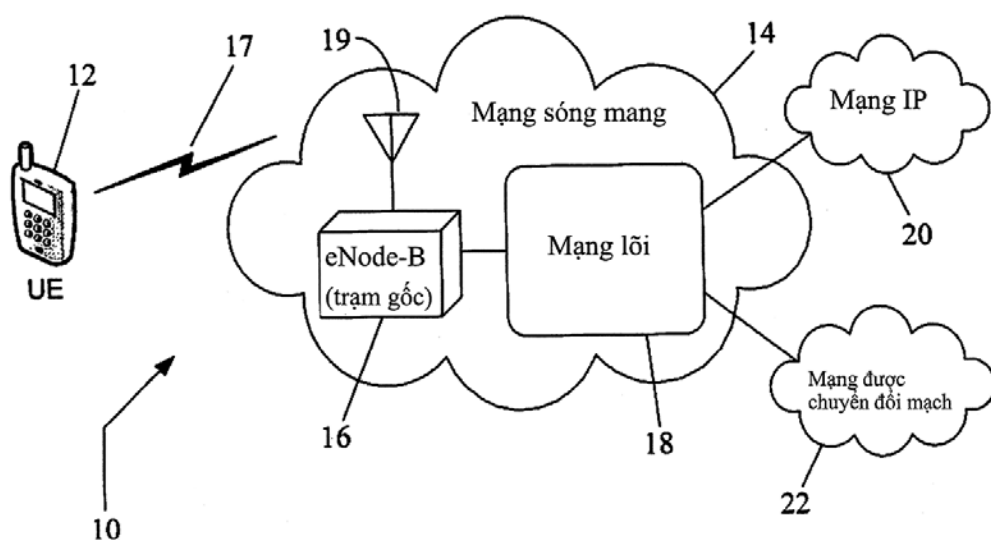 19
14
12
17
Mạng sóng mang
Mạng IP
20
eNode-B
(trạm gốc)
Mạng lõi
UE
Mạng được
chuyển đổi mạch
16
18
22
10